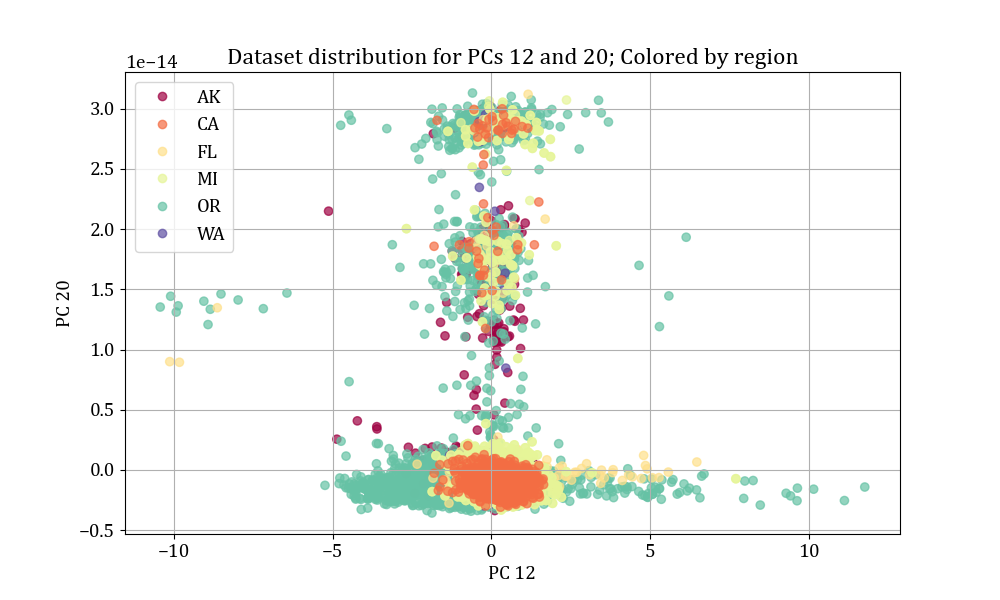 Dataset distribution for PCs 12 and 20; Colored by region
1e−14
AK
CA
FL
MI
OR
WA
3.0
2.5
2.0
1.5
1.0
0.5
0.0
−0.5
PC 20
−10
−5
0
5
10
PC 12